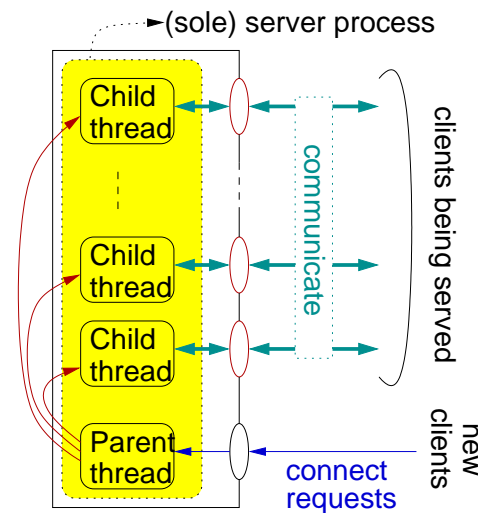 (sole) server process
Child
thread
Child
thread
Child
thread
Parent
thread
communicate
clients being served
new
clients
connect
requests